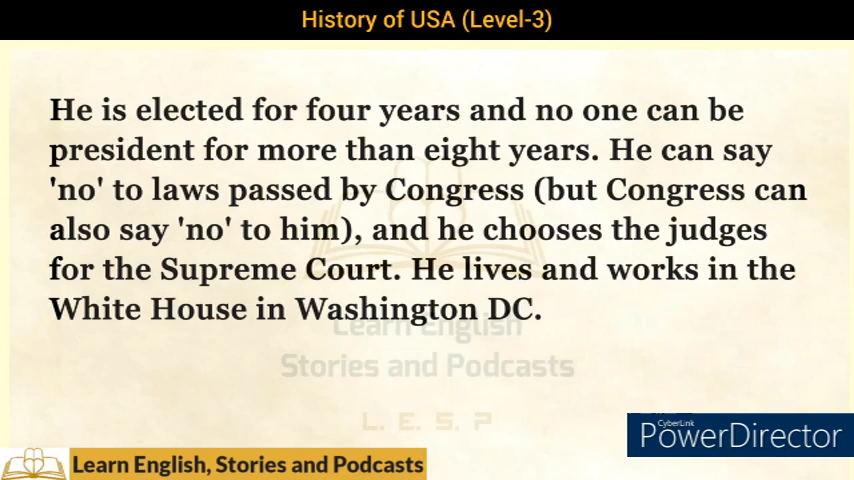 History of USA (Level-3)
He is elected for four years and no one can be
president for more than eight years. He can say
'no' to laws passed by Congress (but Congress can
also say 'no' to him), and he chooses the judges
for the Supreme Court. He lives and works in the
White House in Washington DC.
Learn English
Stories and Podcasts
L. E. S. P
CyberLink
PowerDirector
Learn English, Stories and Podcasts